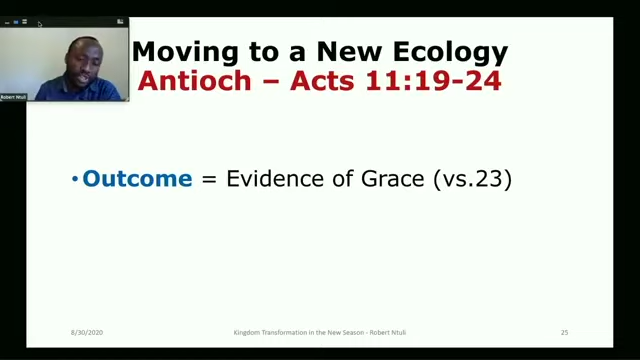 Robert Ntuli
Moving to a New Ecology
Antioch – Acts 11:19-24
•Outcome = Evidence of Grace (vs.23)
8/30/2020
Kingdom Transformation in the New Season - Robert Ntuli
25